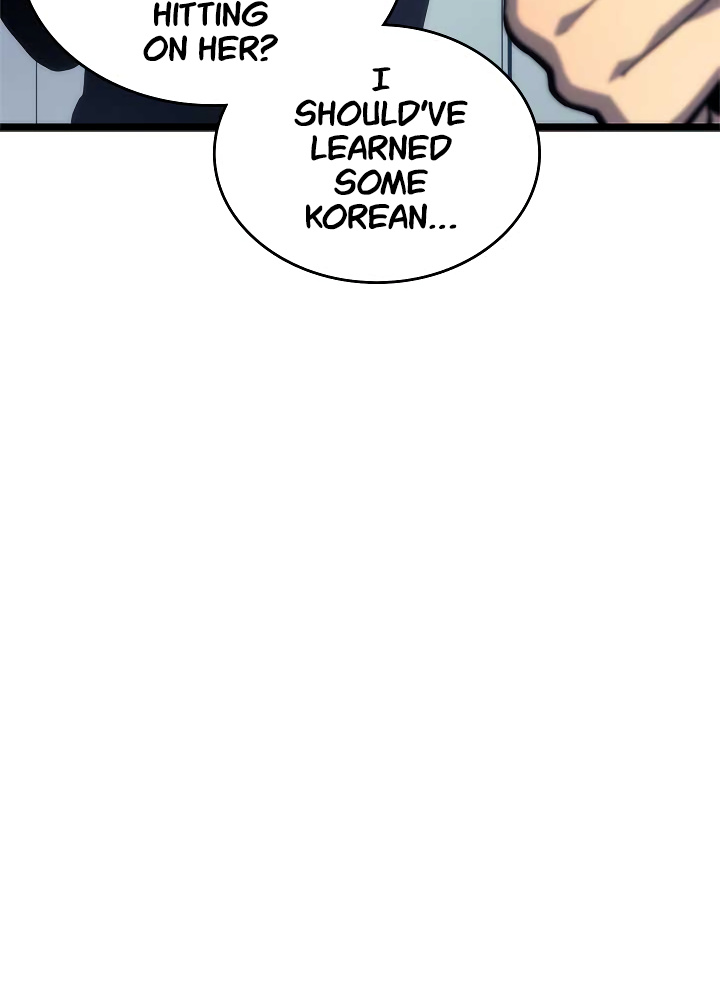 HITTING
ON HER?
I
SHOULD'VE
LEARNED
SOME
KOREAN...